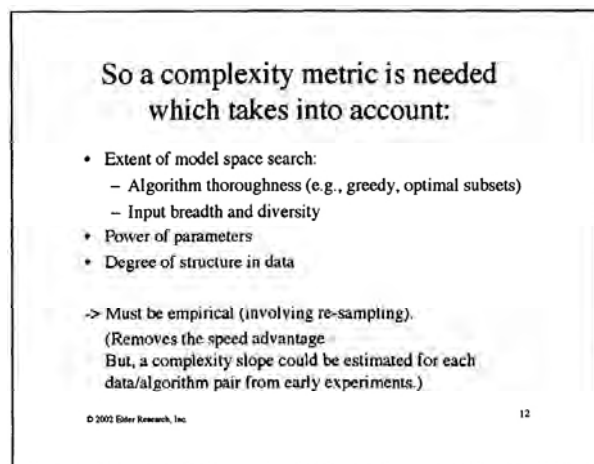 So a complexity metric is needed
which takes into account:
• Extent of model space search:
– Algorithm thoroughness (e.g., greedy, optimal subsets)
– Input breadth and diversity
• Power of parameters
• Degree of structure in data
-> Must be empirical (involving re-sampling).
(Removes the speed advantage
But, a complexity slope could be estimated for each
data/algorithm pair from early experiments.)
© 2002 Elder Research, Inc.
12